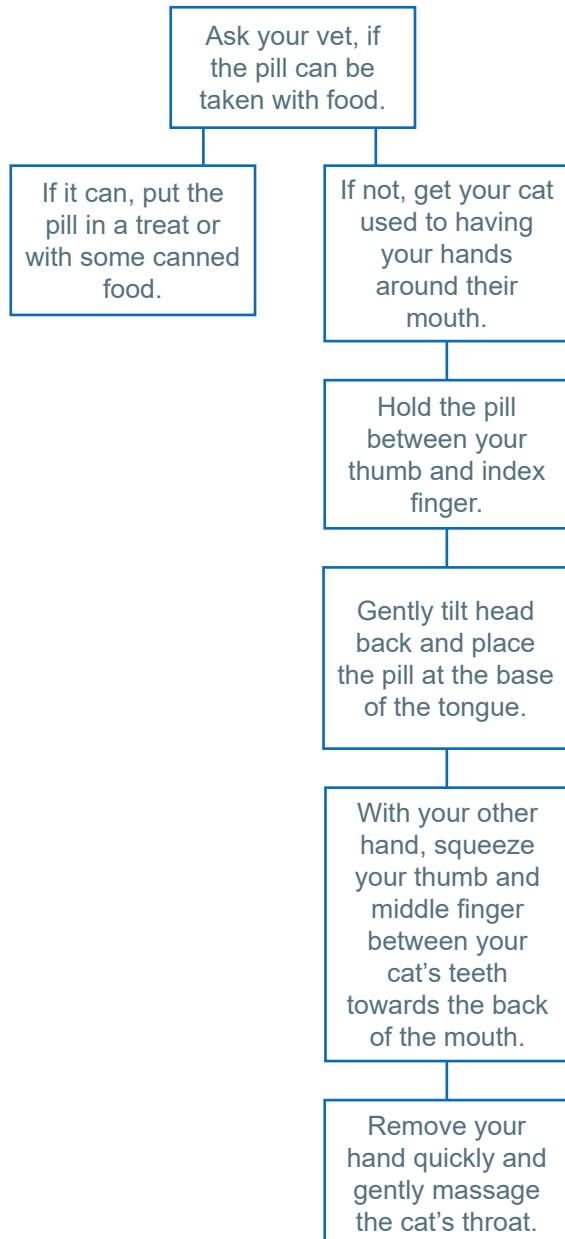 Ask your vet, if
the pill can be
taken with food.
If it can, put the
pill in a treat or
with some canned
food.
If not, get your cat
used to having
your hands
around their
mouth.
Hold the pill
between your
thumb and index
finger.
Gently tilt head
back and place
the pill at the base
of the tongue.
With your other
hand, squeeze
your thumb and
middle finger
between your
cat’s teeth
towards the back
of the mouth.
Remove your
hand quickly and
gently massage
the cat’s throat.